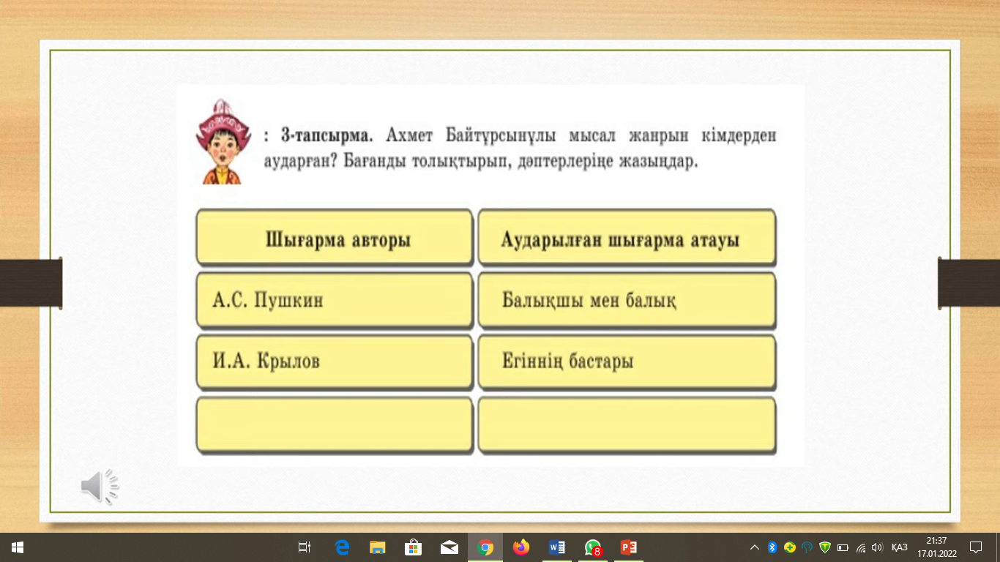 : 3-тапсырма. Ахмет Байтұрсынұлы мысал жанрын кімдерден
аударған? Бағанды толықтырып, дәптерлеріңе жазыңдар.
Шығарма авторы
Аударылған шығарма атауы
А.С. Пушкин
Балықшы мен балық
И.А. Крылов
Егіннің бастары
8
ҚАЗ
21:37
17.01.2022